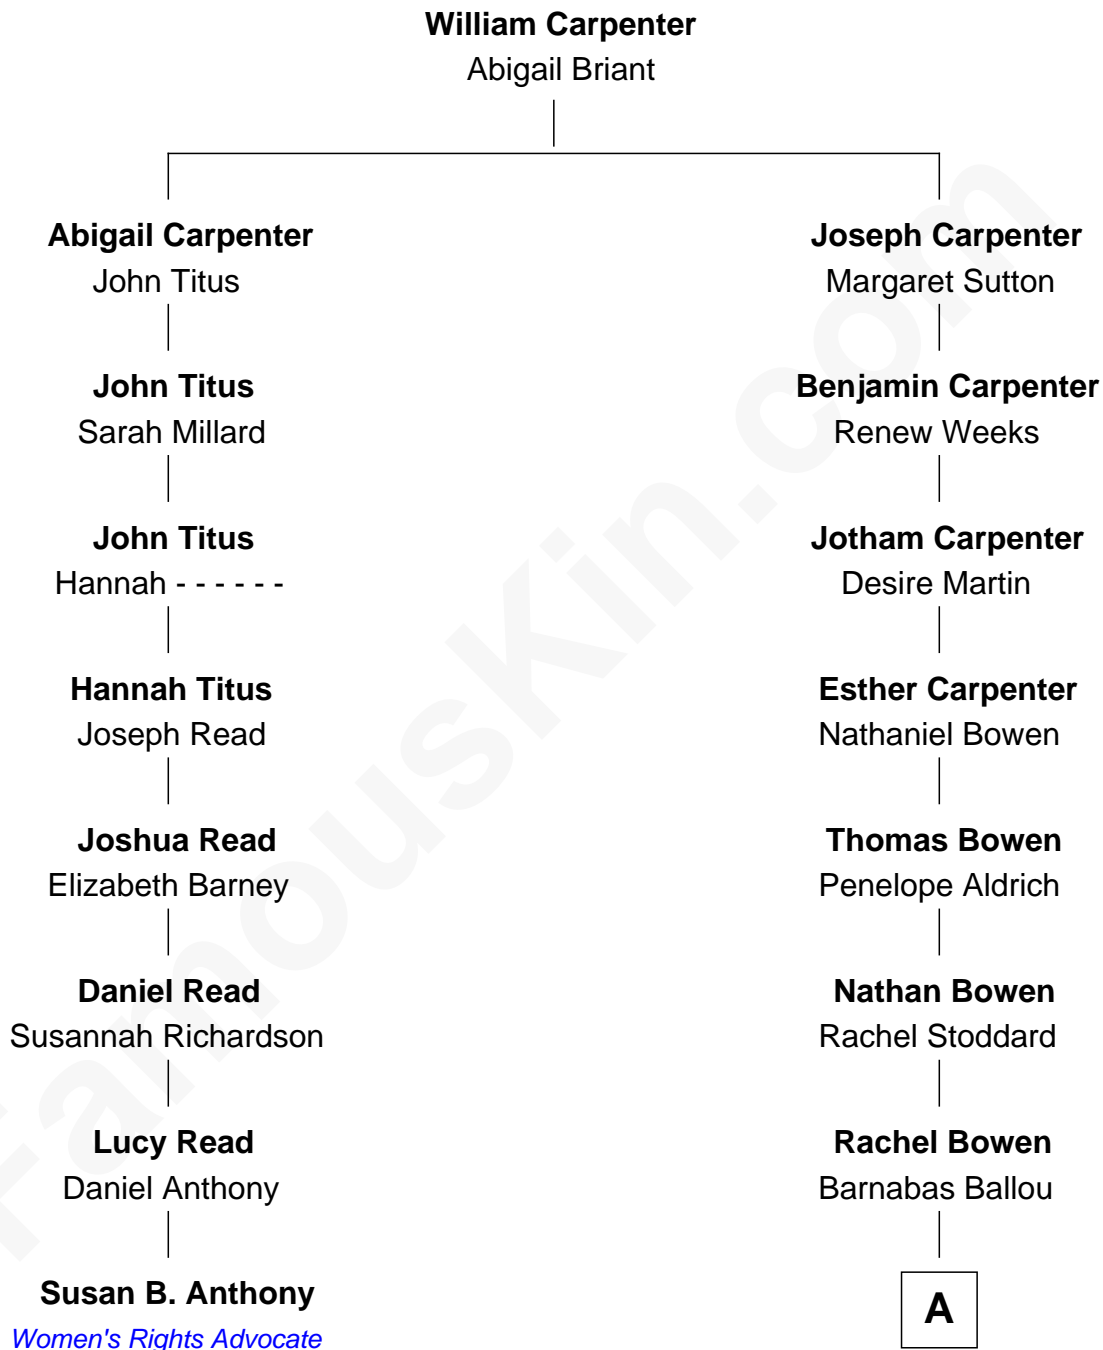 William Carpenter
Abigail Briant
Abigail Carpenter
John Titus
Joseph Carpenter
Margaret Sutton
John Titus
Sarah Millard
Benjamin Carpenter
Renew Weeks
John Titus
Hannah - - - - - -
Jotham Carpenter
Desire Martin
Hannah Titus
Joseph Read
Esther Carpenter
Nathaniel Bowen
Joshua Read
Elizabeth Barney
Thomas Bowen
Penelope Aldrich
Daniel Read
Susannah Richardson
Nathan Bowen
Rachel Stoddard
Lucy Read
Daniel Anthony
Rachel Bowen
Barnabas Ballou
Susan B. Anthony
Women's Rights Advocate
A
FamousKin.com